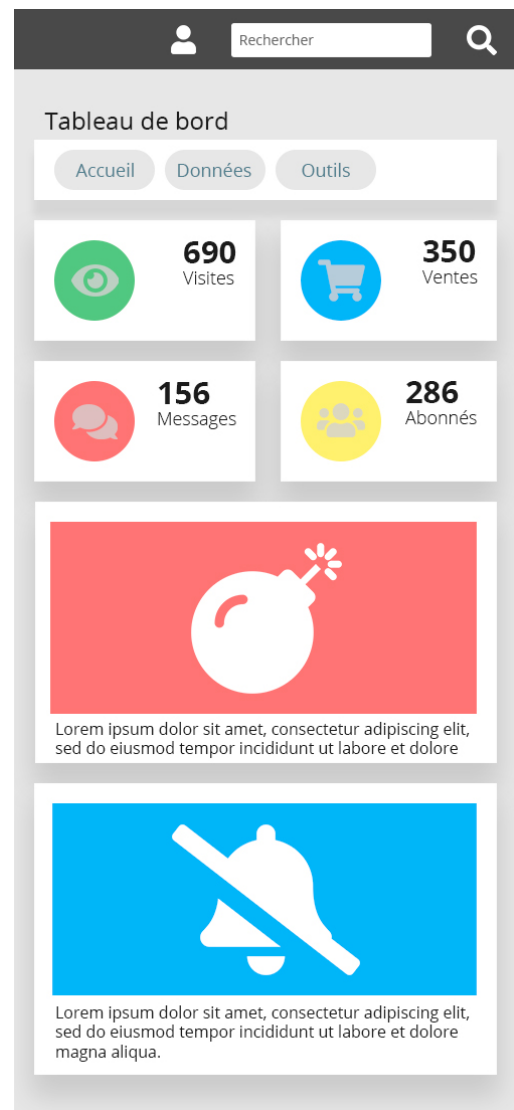 Rechercher
Tableau de bord
Accueil Données Outils
690
Visites
350
Ventes
156
Messages
286
Abonnés
Lorem ipsum dolor sit amet, consectetur adipiscing elit,
sed do eiusmod tempor incididunt ut labore et dolore
Lorem ipsum dolor sit amet, consectetur adipiscing elit,
sed do eiusmod tempor incididunt ut labore et dolore
magna aliqua.